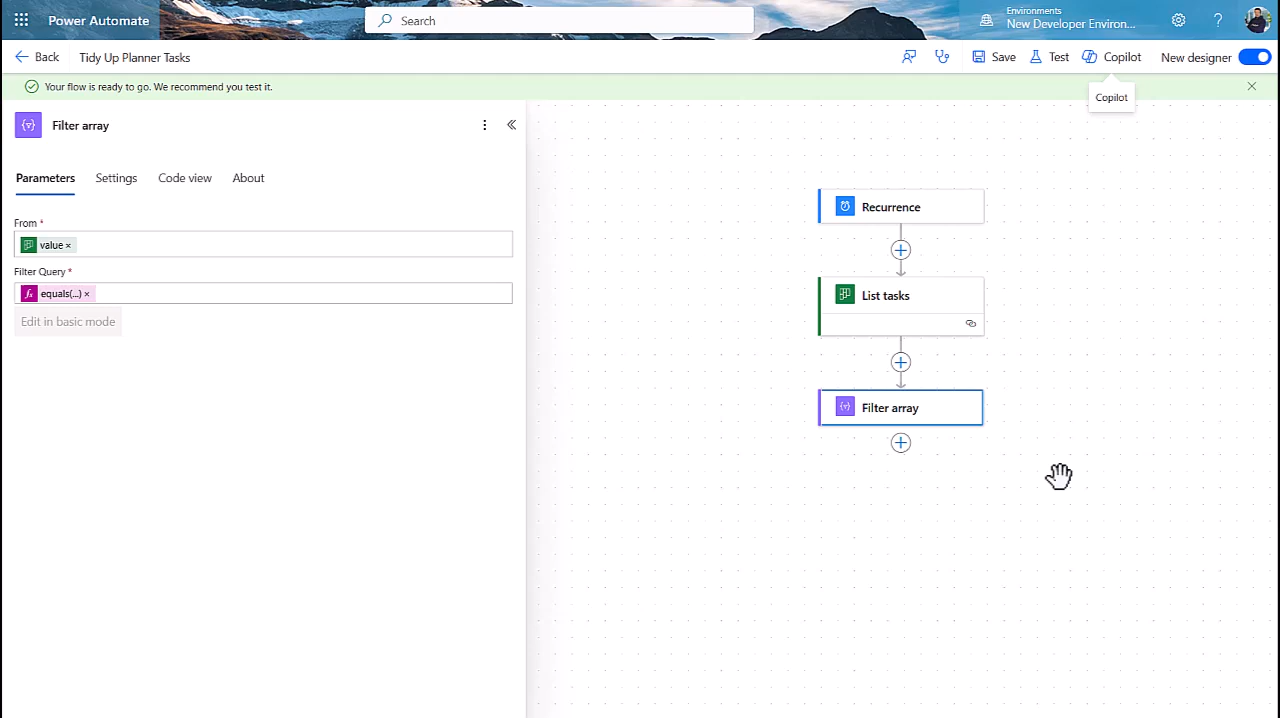 Power Automate
Search
Environments
New Developer Environ...
?
Back
Tidy Up Planner Tasks
Save
Test
Copilot
New designer
Your flow is ready to go. We recommend you test it.
Copilot
Filter array
Parameters
Settings
Code view
About
From *
value ×
Filter Query *
fx equals(...) ×
Edit in basic mode
Recurrence
List tasks
Filter array